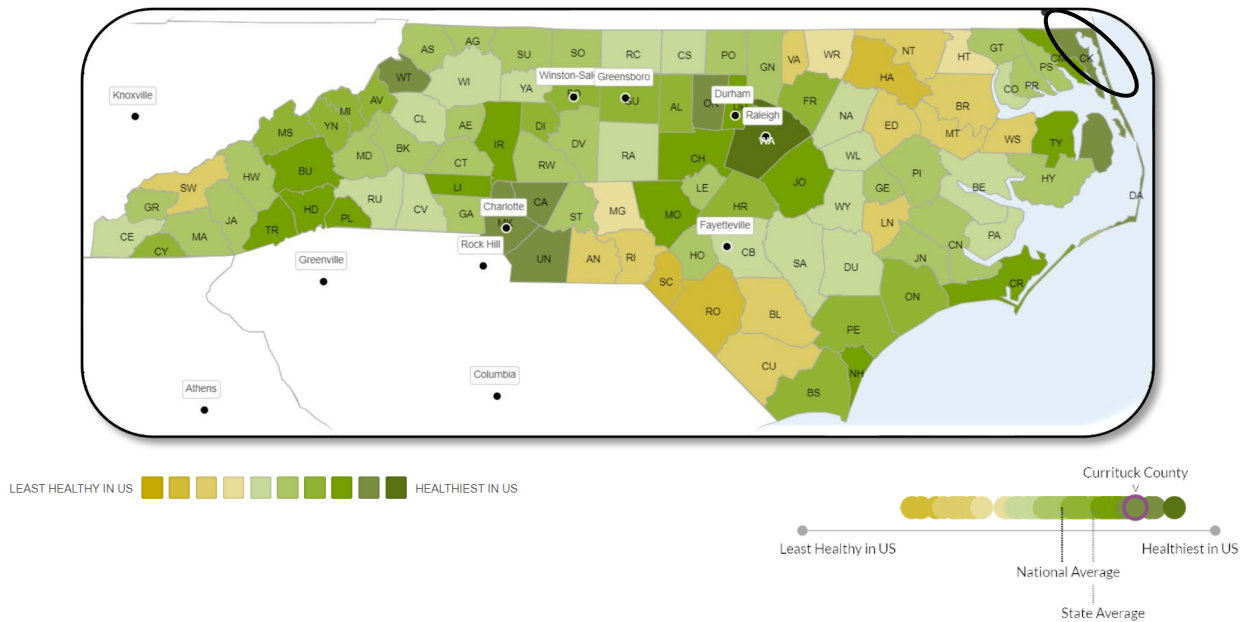 AS
AG
SU
SO
RC
CS
PO
GN
VA
WR
NT
HT
GT
CM
CK
PS
PR
CO
Knoxville
WT
WI
YA
Winston-Sal
Greensboro
GU
AL
Durham
Raleigh
WA
FR
HA
BR
AV
MI
YN
MS
CL
AE
IR
DI
DV
RA
CH
NA
ED
MT
WS
TY
BU
MD
BK
CT
RW
LE
JO
WL
PI
BE
HY
DA
SW
HW
GR
JA
RU
CV
LI
GA
Charlotte
MK
CA
ST
MG
MO
HR
Fayetteville
WY
GE
LN
PA
CE
CY
MA
TR
HD
PL
Rock Hill
UN
AN
RI
HO
CB
SA
DU
JN
CN
CR
Greenville
SC
RO
BL
ON
PE
Athens
Columbia
CU
NH
BS
LEAST HEALTHY IN US
HEALTHIEST IN US
Currituck County
Least Healthy in US
Healthiest in US
National Average
State Average